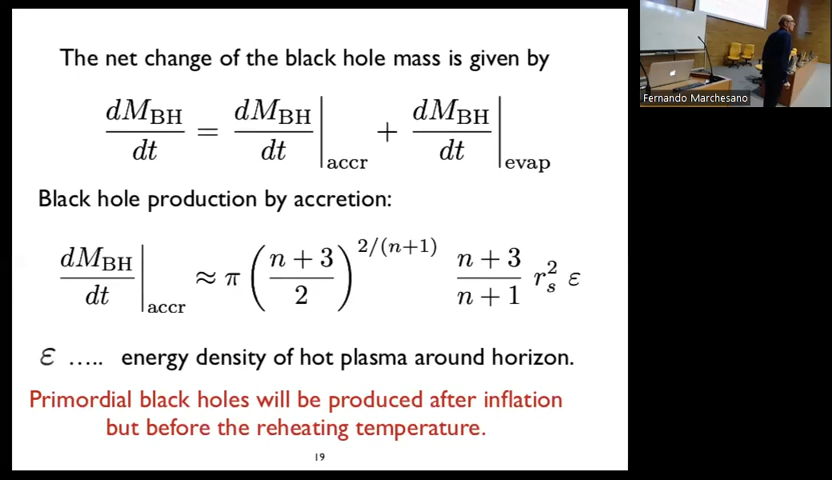 The net change of the black hole mass is given by
dM_BH/dt = dM_BH/dt |_accr + dM_BH/dt |_evap
Black hole production by accretion:
dM_BH/dt |_accr ≈ π ( (n + 3)/2 )^{2/(n+1)} (n + 3)/(n + 1) r_s^2 ε
ε ..... energy density of hot plasma around horizon.
Primordial black holes will be produced after inflation
but before the reheating temperature.
19
Fernando Marchesano